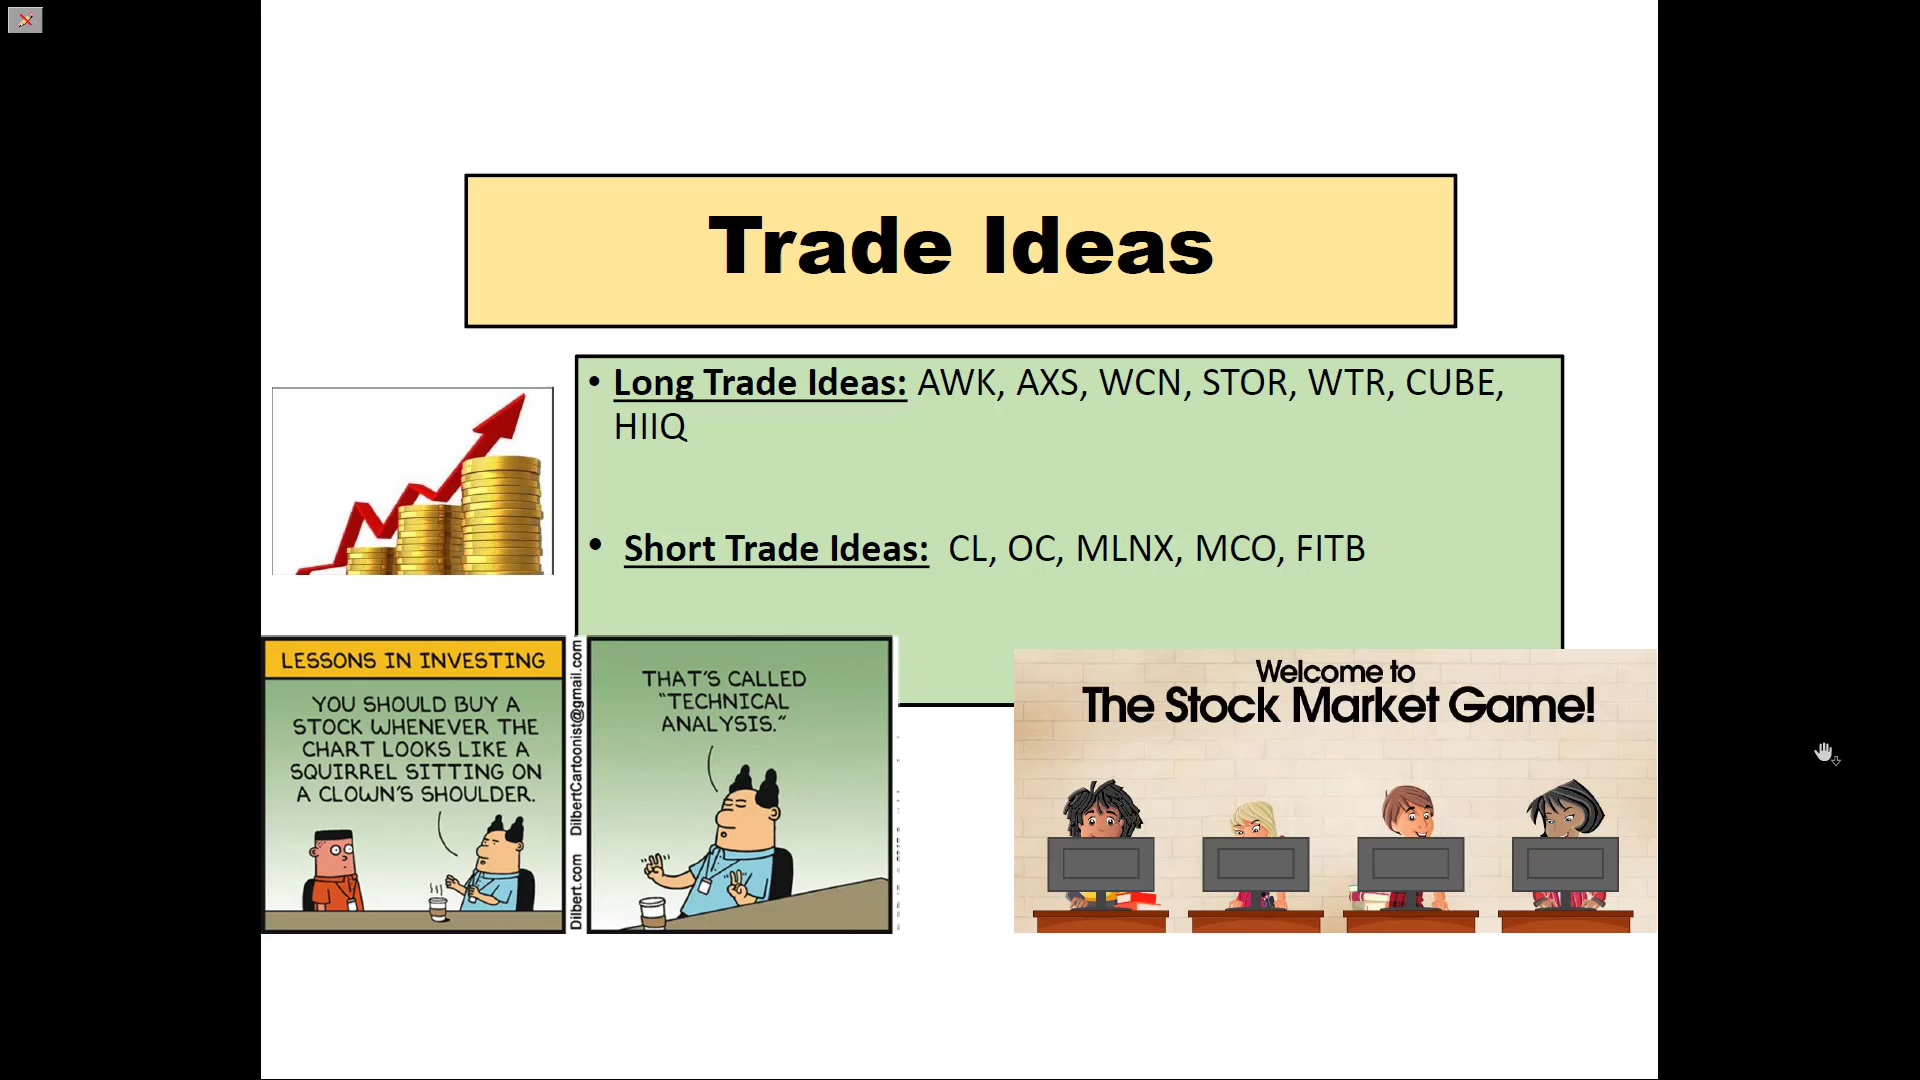 Trade Ideas
• Long Trade Ideas: AWK, AXS, WCN, STOR, WTR, CUBE,
HIIQ
• Short Trade Ideas: CL, OC, MLNX, MCO, FITB
LESSONS IN INVESTING
YOU SHOULD BUY A
STOCK WHENEVER THE
CHART LOOKS LIKE A
SQUIRREL SITTING ON
A CLOWN'S SHOULDER.
Dilbert.com DilbertCartoonist@gmail.com
THAT'S CALLED
"TECHNICAL
ANALYSIS."
Welcome to
The Stock Market Game!